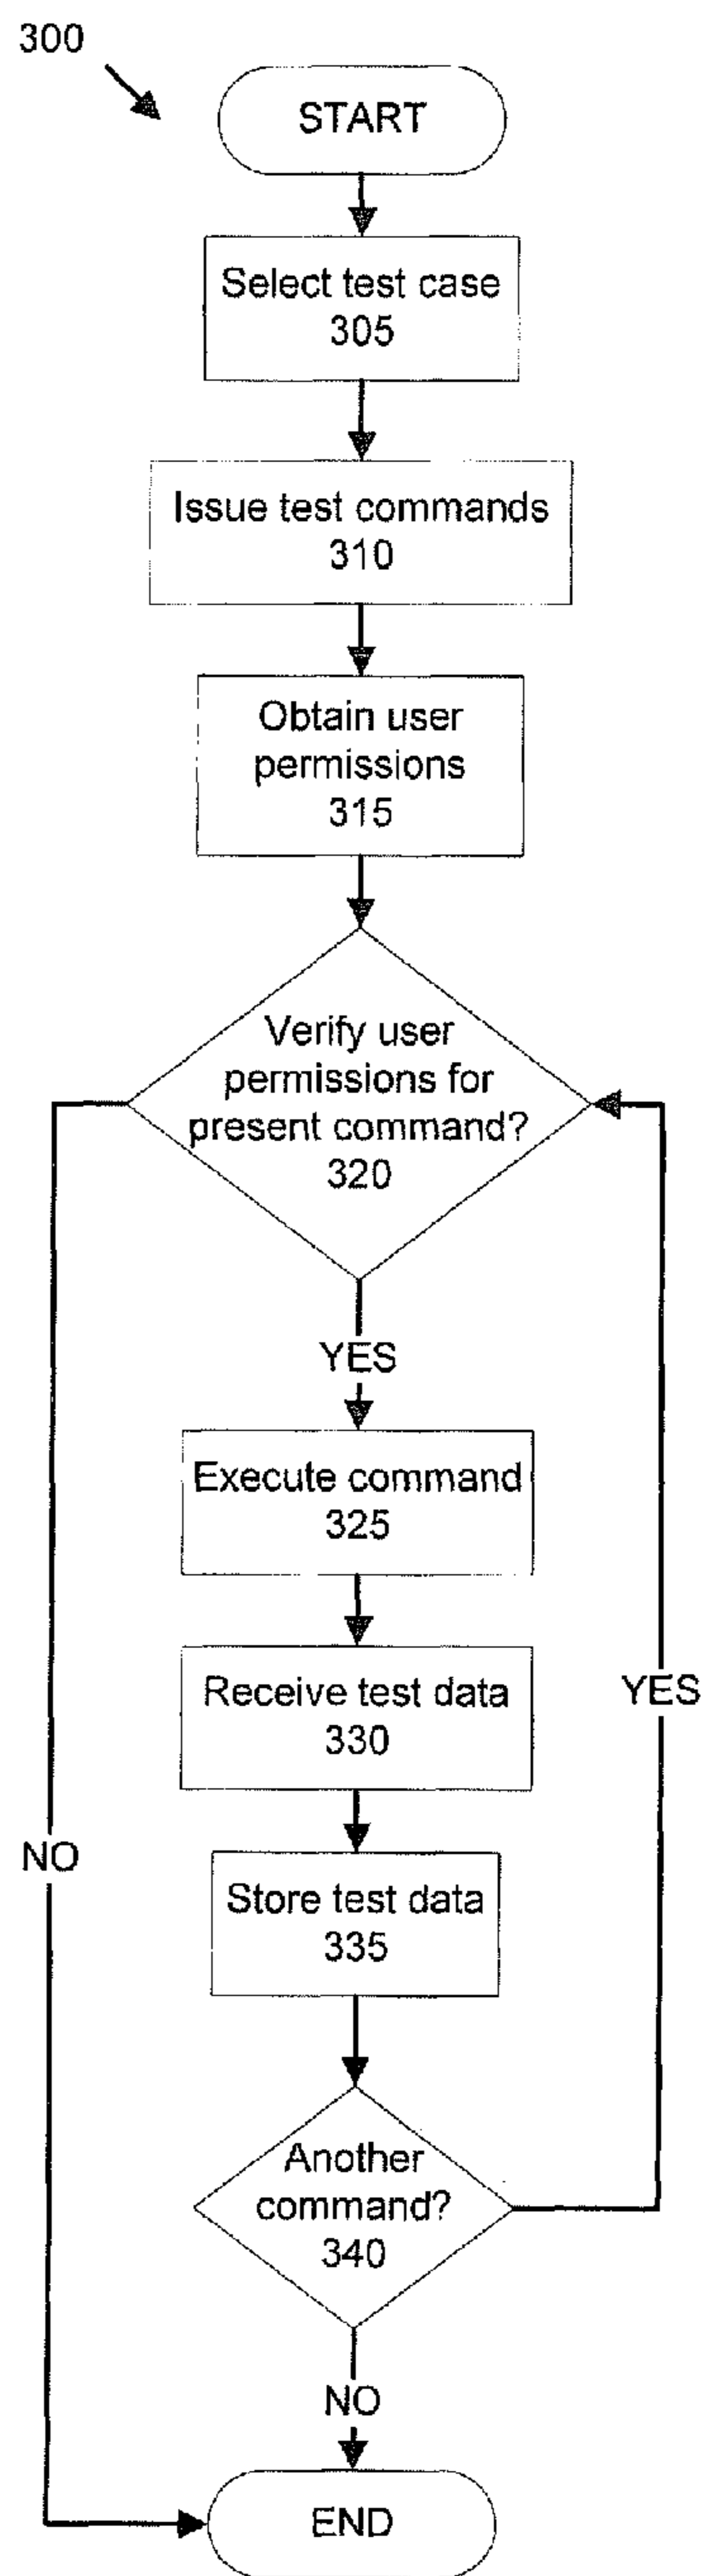 300
START
Select test case
305
Issue test commands
310
Obtain user
permissions
315
Verify user
permissions for
present command?
320
YES
Execute command
325
Receive test data
330
YES
NO
Store test data
335
Another
command?
340
NO
END